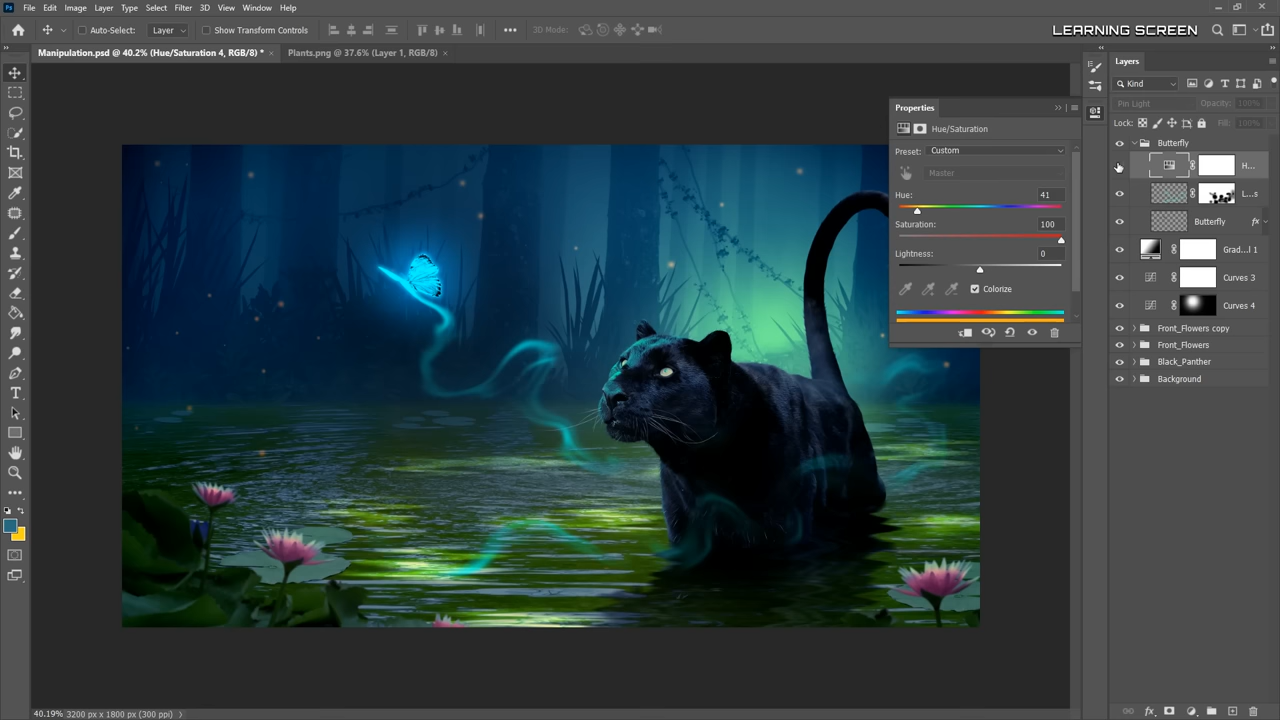 Ps File Edit Image Layer Type Select Filter 3D View Window Help
Auto-Select: Layer Show Transform Controls 3D Mode: LEARNING SCREEN
Manipulation.psd @ 40.2% (Hue/Saturation 4, RGB/8) * × Plants.png @ 37.6% (Layer 1, RGB/8) ×
Properties
Hue/Saturation
Preset: Custom
Master
Hue: 41
Saturation: 100
Lightness: 0
Colorize
Layers
Kind
Pin Light Opacity: 100%
Lock: Fill: 100%
Butterfly
H...
L...s
Butterfly fx
Grad...l 1
Curves 3
Curves 4
Front_Flowers copy
Front_Flowers
Black_Panther
Background
40.19% 3200 px x 1800 px (300 ppi)